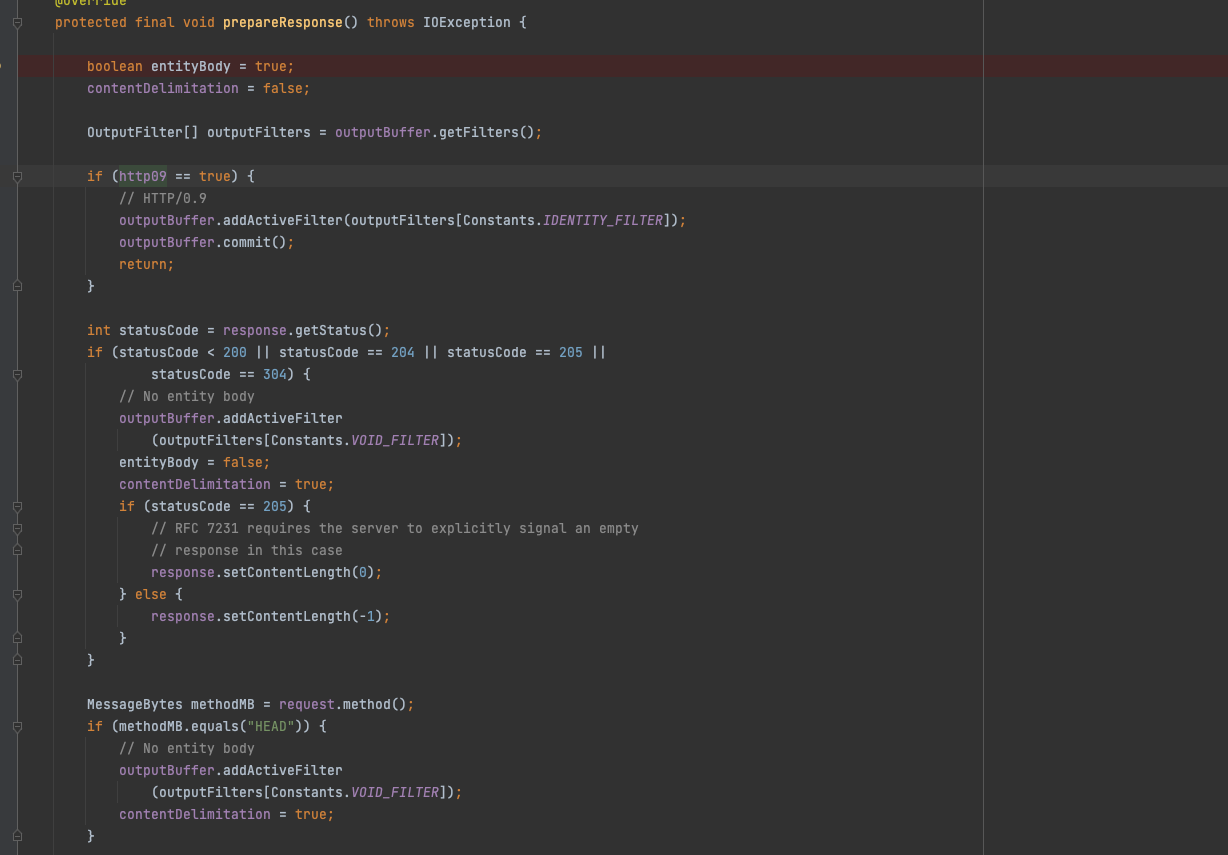 @Override
protected final void prepareResponse() throws IOException {
boolean entityBody = true;
contentDelimitation = false;
OutputFilter[] outputFilters = outputBuffer.getFilters();
if (http09 == true) {
// HTTP/0.9
outputBuffer.addActiveFilter(outputFilters[Constants.IDENTITY_FILTER]);
outputBuffer.commit();
return;
}
int statusCode = response.getStatus();
if (statusCode < 200 || statusCode == 204 || statusCode == 205 ||
statusCode == 304) {
// No entity body
outputBuffer.addActiveFilter
(outputFilters[Constants.VOID_FILTER]);
entityBody = false;
contentDelimitation = true;
if (statusCode == 205) {
// RFC 7231 requires the server to explicitly signal an empty
// response in this case
response.setContentLength(0);
} else {
response.setContentLength(-1);
}
}
MessageBytes methodMB = request.method();
if (methodMB.equals("HEAD")) {
// No entity body
outputBuffer.addActiveFilter
(outputFilters[Constants.VOID_FILTER]);
contentDelimitation = true;
}